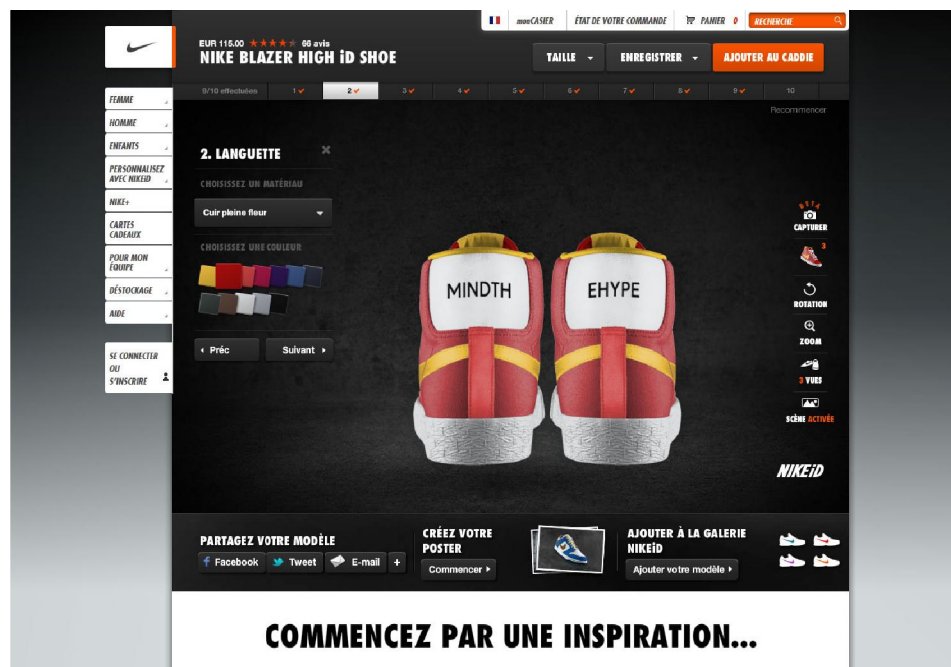 monCASIER
ÉTAT DE VOTRE COMMANDE
PANIER 0
RECHERCHE
EUR 115.00 66 avis
NIKE BLAZER HIGH iD SHOE
TAILLE
ENREGISTRER
AJOUTER AU CADDIE
9/10 effectuées 1 2 3 4 5 6 7 8 9 10
Recommencer
FEMME
HOMME
ENFANTS
PERSONNALISEZ
AVEC NIKEiD
NIKE+
CARTES
CADEAUX
POUR MON
ÉQUIPE
DÉSTOCKAGE
AIDE
SE CONNECTER
OU
S'INSCRIRE
2. LANGUETTE
CHOISISSEZ UN MATÉRIAU
Cuir pleine fleur
CHOISISSEZ UNE COULEUR
Préc
Suivant
MINDTH
EHYPE
BETA
CAPTURER
3
ROTATION
ZOOM
3 VUES
SCÈNE ACTIVÉE
NIKEiD
PARTAGEZ VOTRE MODÈLE
Facebook
Tweet
E-mail
+
CRÉEZ VOTRE
POSTER
Commencer
AJOUTER À LA GALERIE
NIKEiD
Ajouter votre modèle
COMMENCEZ PAR UNE INSPIRATION...